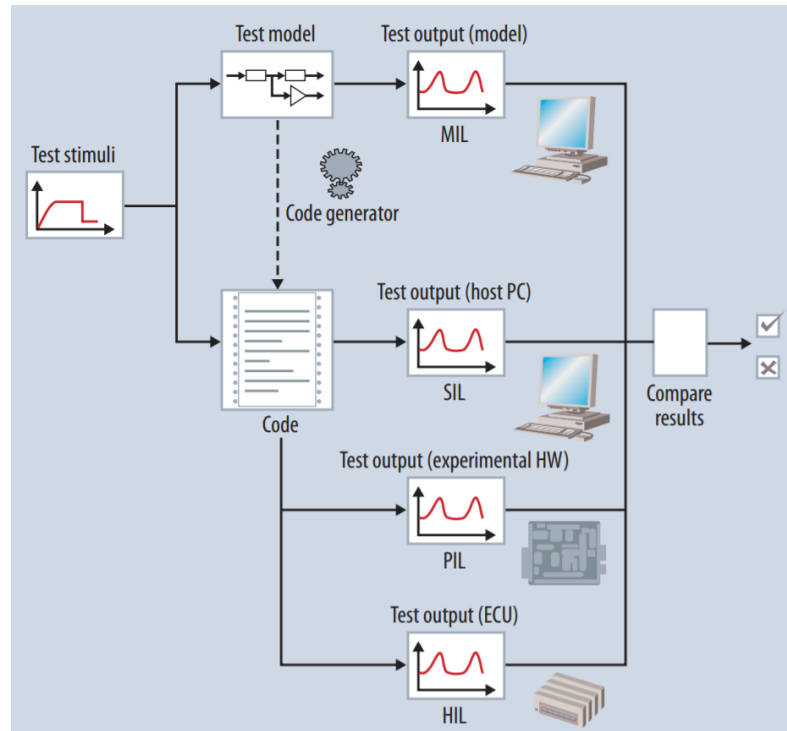 Test model
Test output (model)
MIL
Test stimuli
Code generator
Test output (host PC)
SIL
Code
Compare
results
Test output (experimental HW)
PIL
Test output (ECU)
HIL